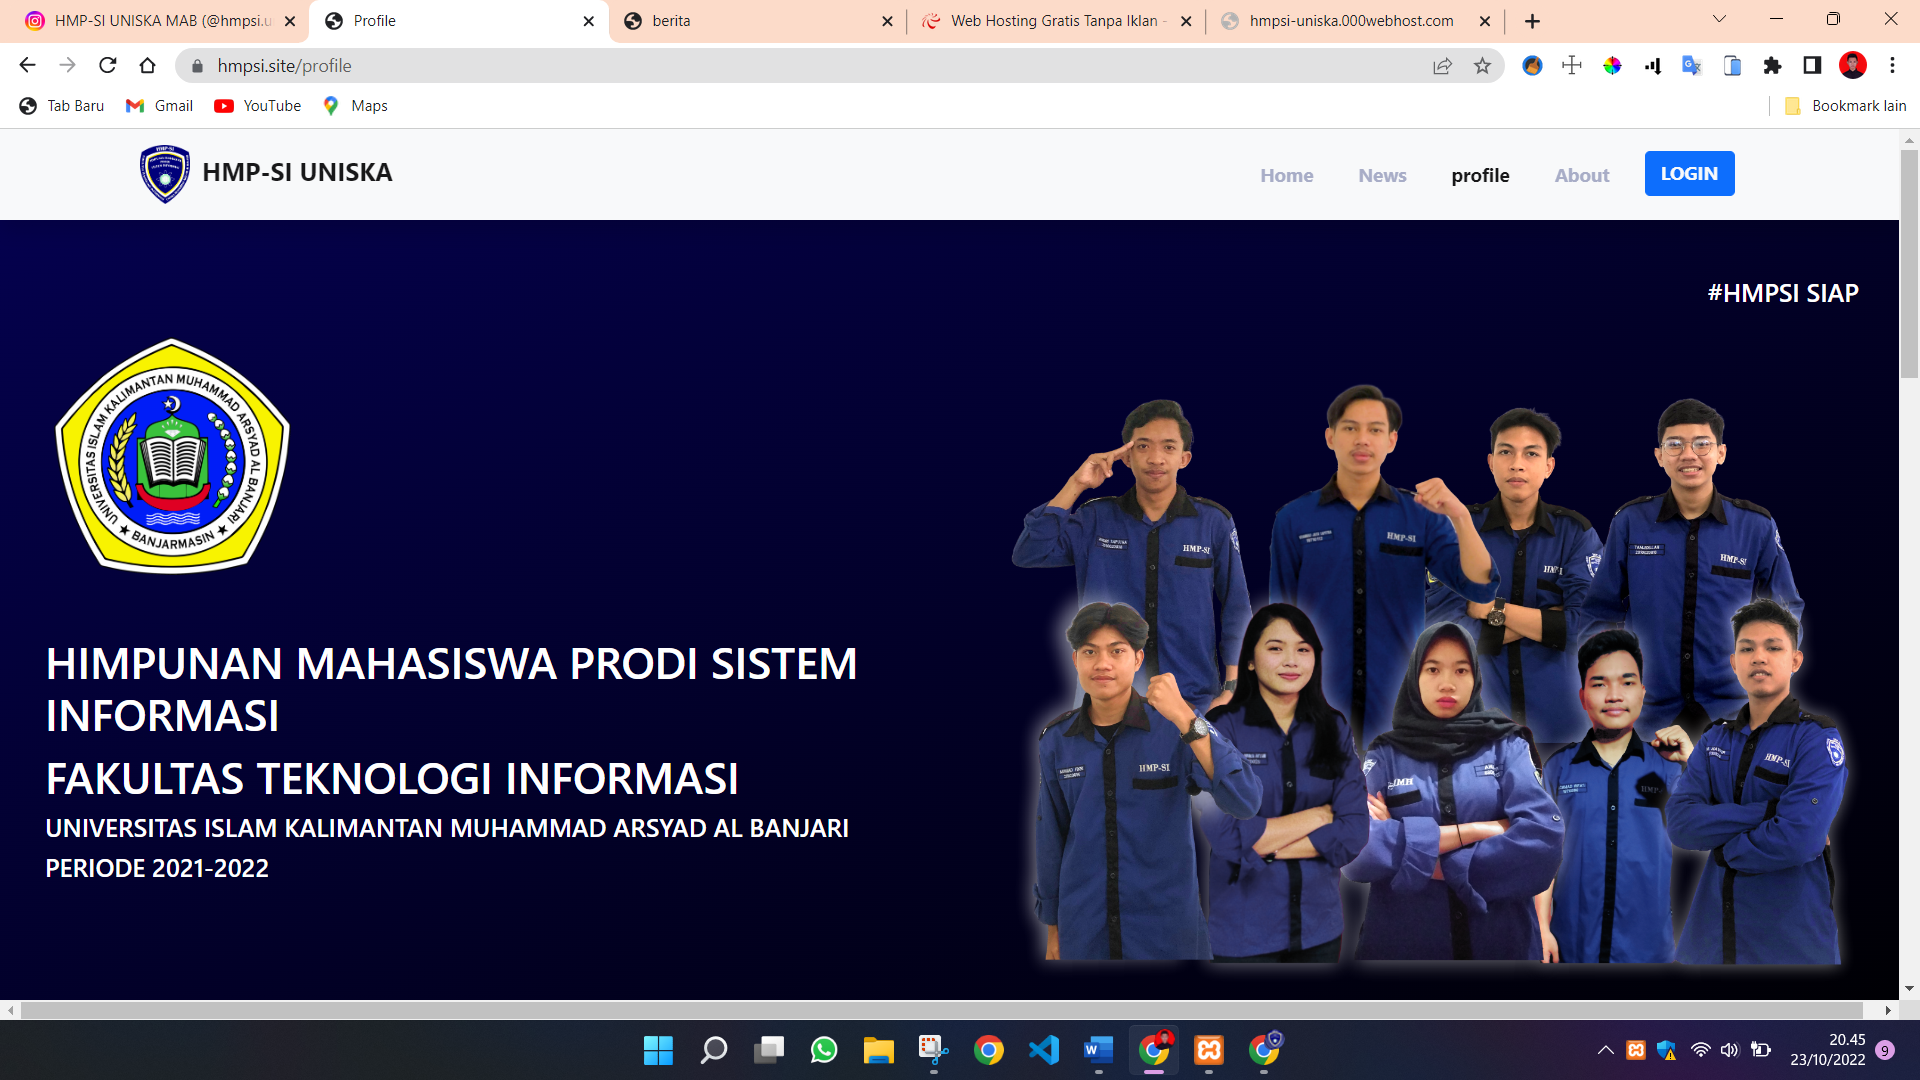 HMP-SI UNISKA MAB (@hmpsi.u
Profile
berita
Web Hosting Gratis Tanpa Iklan -
hmpsi-uniska.000webhost.com
hmpsi.site/profile
Tab Baru
Gmail
YouTube
Maps
Bookmark lain
HMP-SI UNISKA
Home
News
profile
About
LOGIN
#HMPSI SIAP
UNIVERSITAS ISLAM KALIMANTAN MUHAMMAD ARSYAD AL BANJARI
★ BANJARMASIN ★
HMP-SI
HMP-SI
HMP-SI
HMP-SI
HMP-SI
HIMPUNAN MAHASISWA PRODI SISTEM
INFORMASI
FAKULTAS TEKNOLOGI INFORMASI
UNIVERSITAS ISLAM KALIMANTAN MUHAMMAD ARSYAD AL BANJARI
PERIODE 2021-2022
20.45
23/10/2022
9